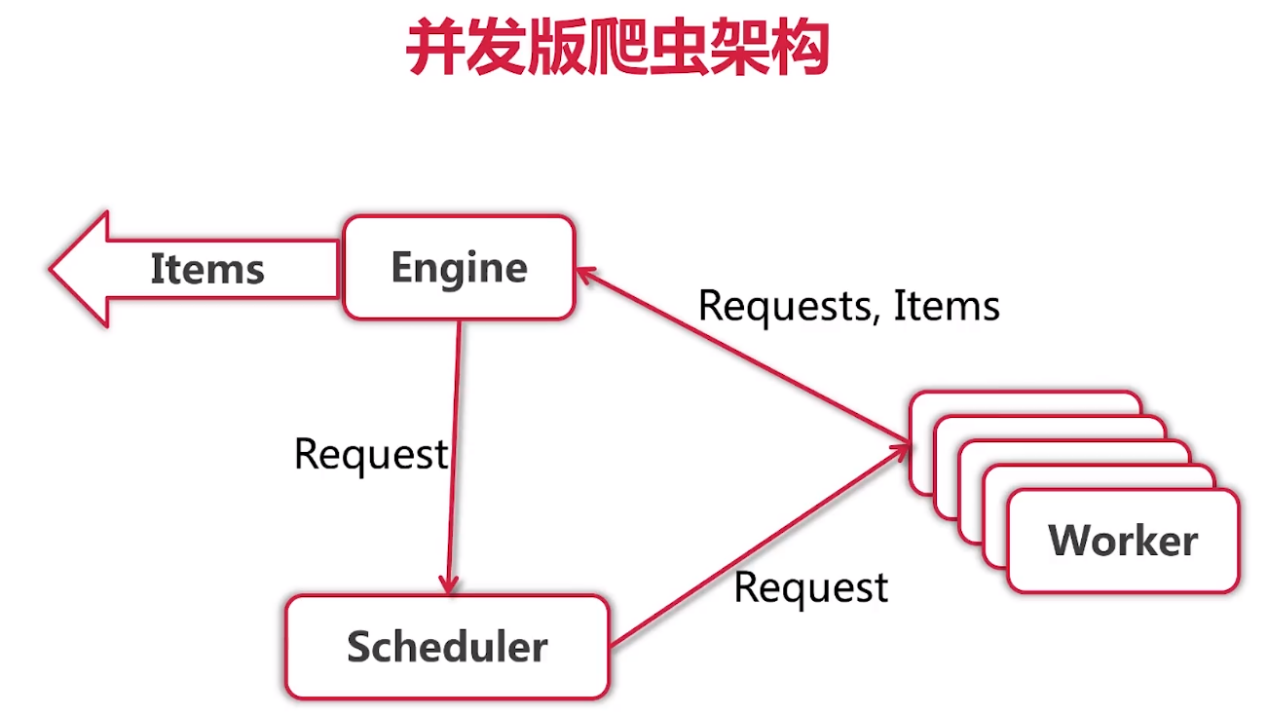 并发版爬虫架构
Items
Engine
Requests, Items
Request
Worker
Request
Scheduler